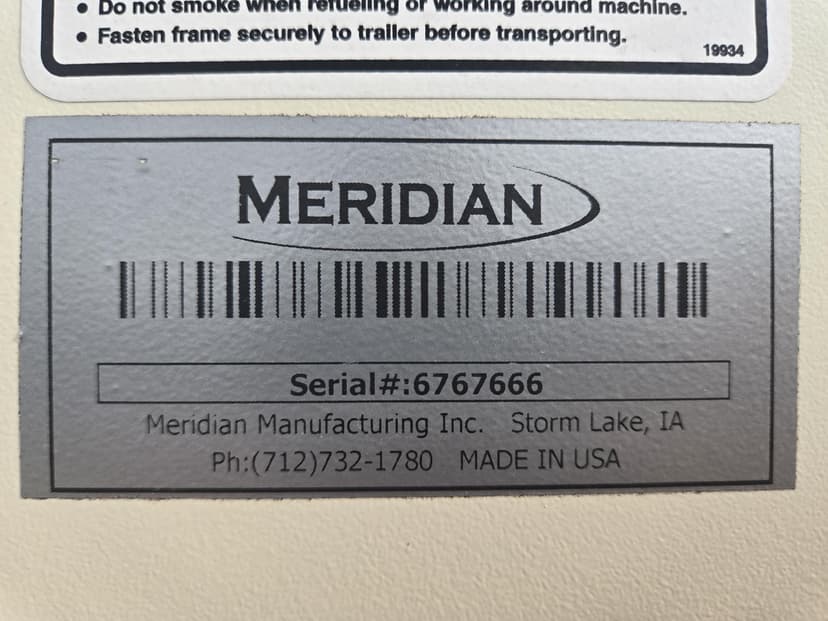 • Do not smoke when refueling or working around machine.
• Fasten frame securely to trailer before transporting.
19934
MERIDIAN
Serial#:6767666
Meridian Manufacturing Inc. Storm Lake, IA
Ph:(712)732-1780 MADE IN USA